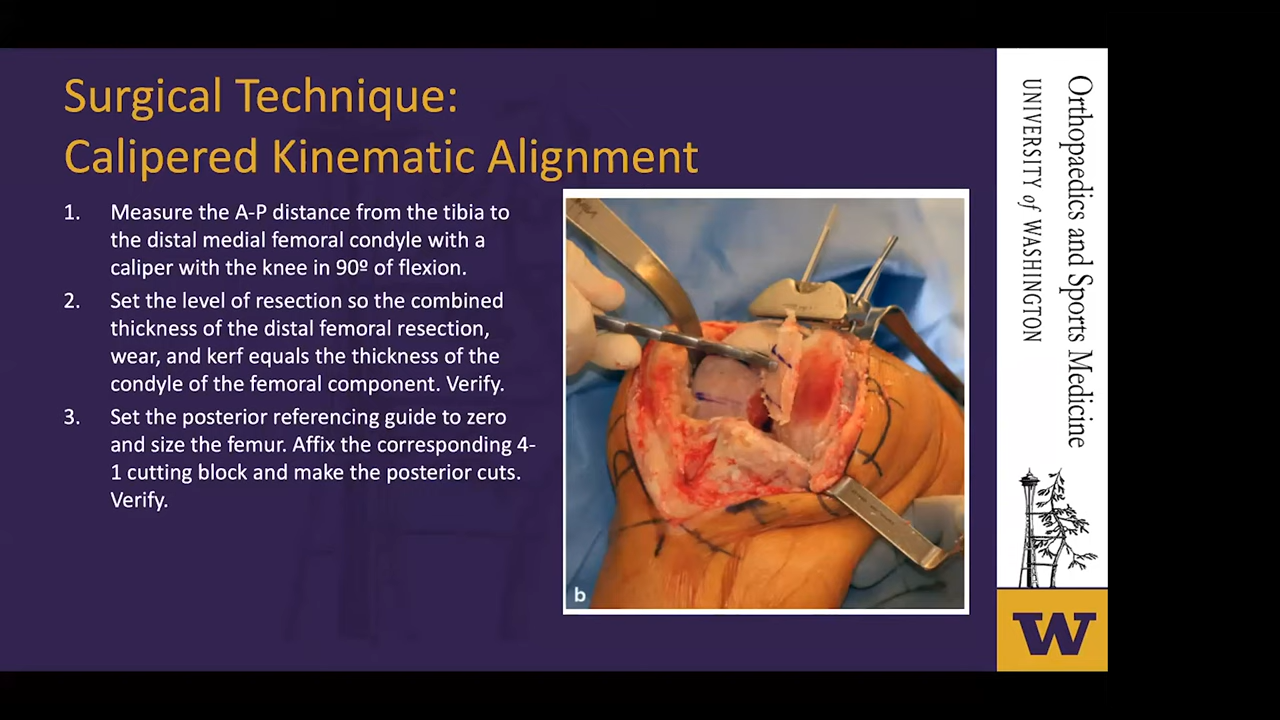 Surgical Technique:
Calipered Kinematic Alignment
1. Measure the A-P distance from the tibia to
the distal medial femoral condyle with a
caliper with the knee in 90º of flexion.
2. Set the level of resection so the combined
thickness of the distal femoral resection,
wear, and kerf equals the thickness of the
condyle of the femoral component. Verify.
3. Set the posterior referencing guide to zero
and size the femur. Affix the corresponding 4-
1 cutting block and make the posterior cuts.
Verify.
b
Orthopaedics and Sports Medicine
UNIVERSITY of WASHINGTON
W